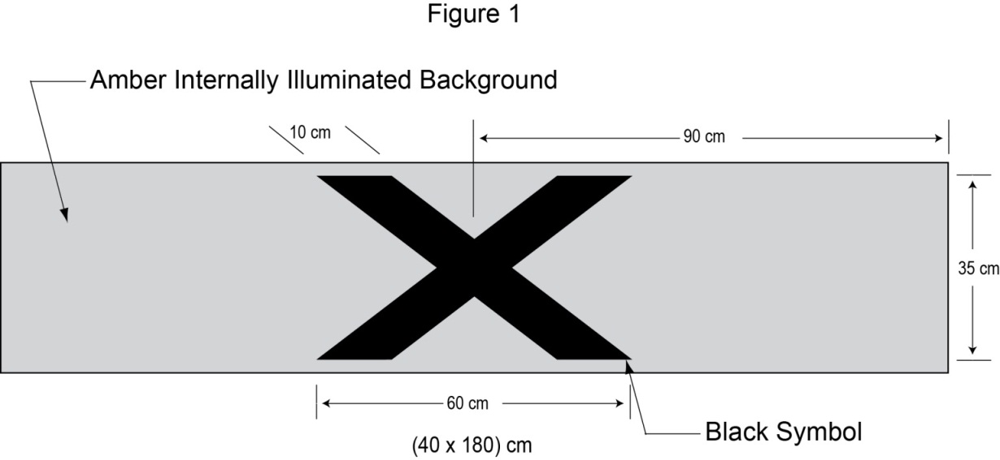 Figure 1
Amber Internally Illuminated Background
10 cm
90 cm
35 cm
60 cm
Black Symbol
(40 x 180) cm